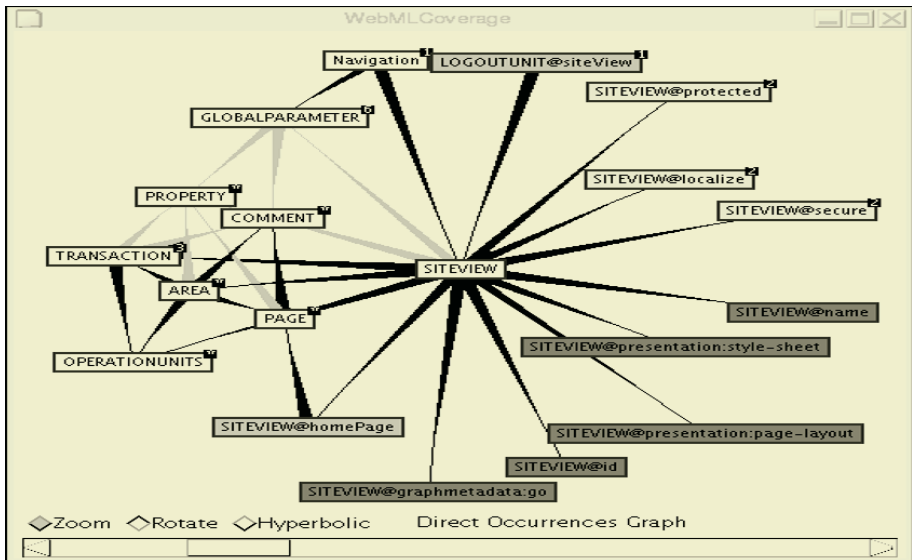 WebMLCoverage
Navigation 1
LOGOUTUNIT@siteView 1
SITEVIEW@protected 2
GLOBALPARAMETER 6
SITEVIEW@localize 2
PROPERTY
COMMENT
SITEVIEW@secure 2
TRANSACTION 3
SITEVIEW
AREA
PAGE
SITEVIEW@name
SITEVIEW@presentation:style-sheet
OPERATIONUNITS
SITEVIEW@homePage
SITEVIEW@presentation:page-layout
SITEVIEW@id
SITEVIEW@graphmetadata:go
Zoom Rotate Hyperbolic Direct Occurrences Graph